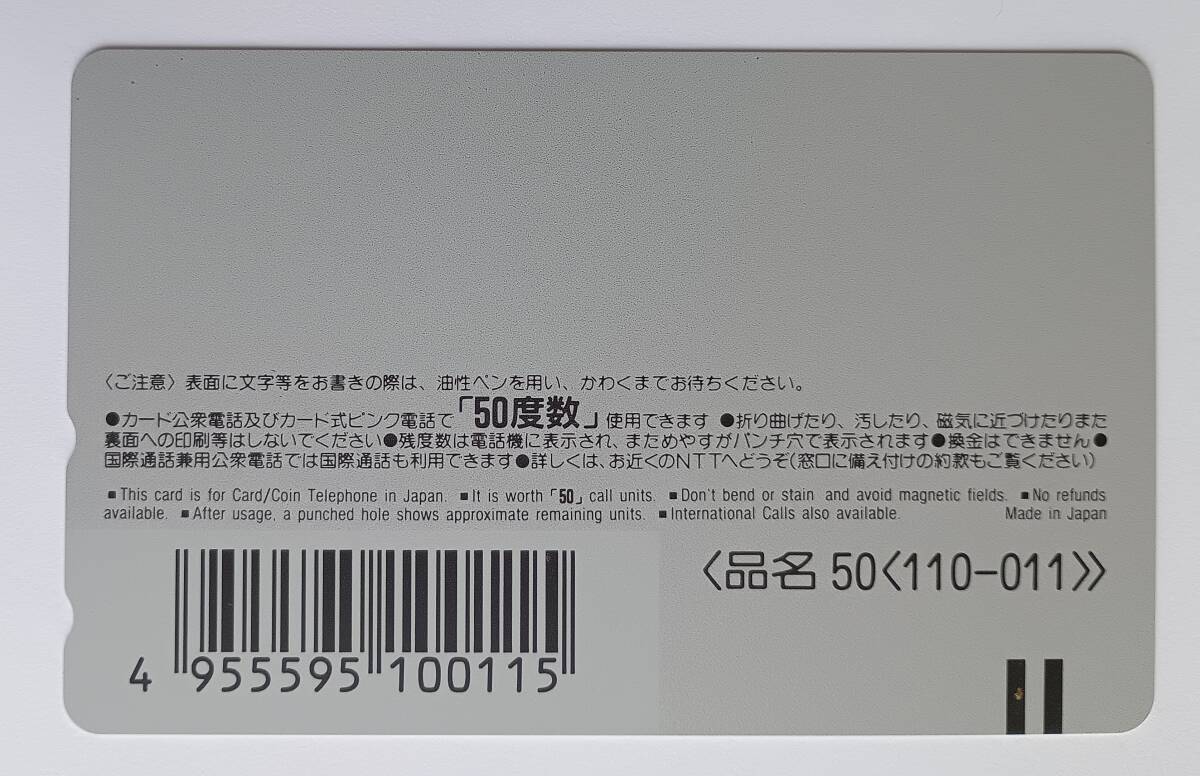 〈ご注意〉表面に文字等をお書きの際は、油性ペンを用い、かわくまでお待ちください。
●カード公衆電話及びカード式ピンク電話で「50度数」使用できます ●折り曲げたり、汚したり、磁気に近づけたりまた
裏面への印刷等はしないでください●残度数は電話機に表示され、まためやすがパンチ穴で表示されます●換金はできません●
国際通話兼用公衆電話では国際通話も利用できます●詳しくは、お近くのNTTへどうぞ(窓口に備え付けの約款もご覧ください)
■This card is for Card/Coin Telephone in Japan. ■It is worth「50」call units. ■Don't bend or stain and avoid magnetic fields. ■No refunds
available. ■After usage, a punched hole shows approximate remaining units. ■International Calls also available. Made in Japan
〈品名 50〈110-011〉〉
4 955595 100115